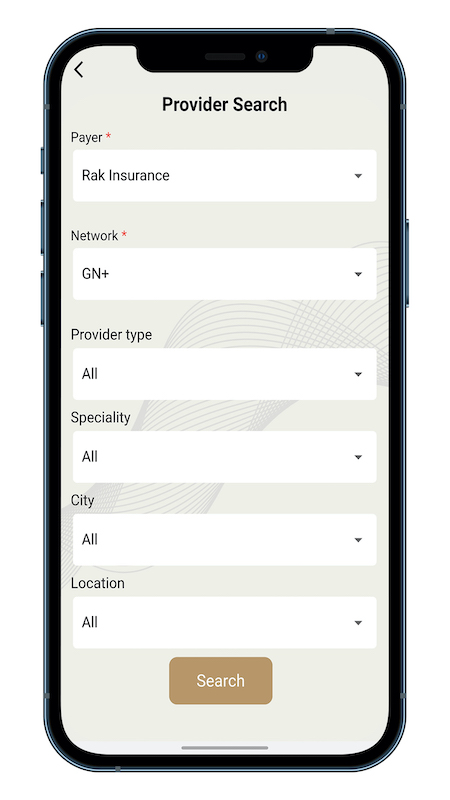 Provider Search
Payer *
Rak Insurance
Network *
GN+
Provider type
All
Speciality
All
City
All
Location
All
Search